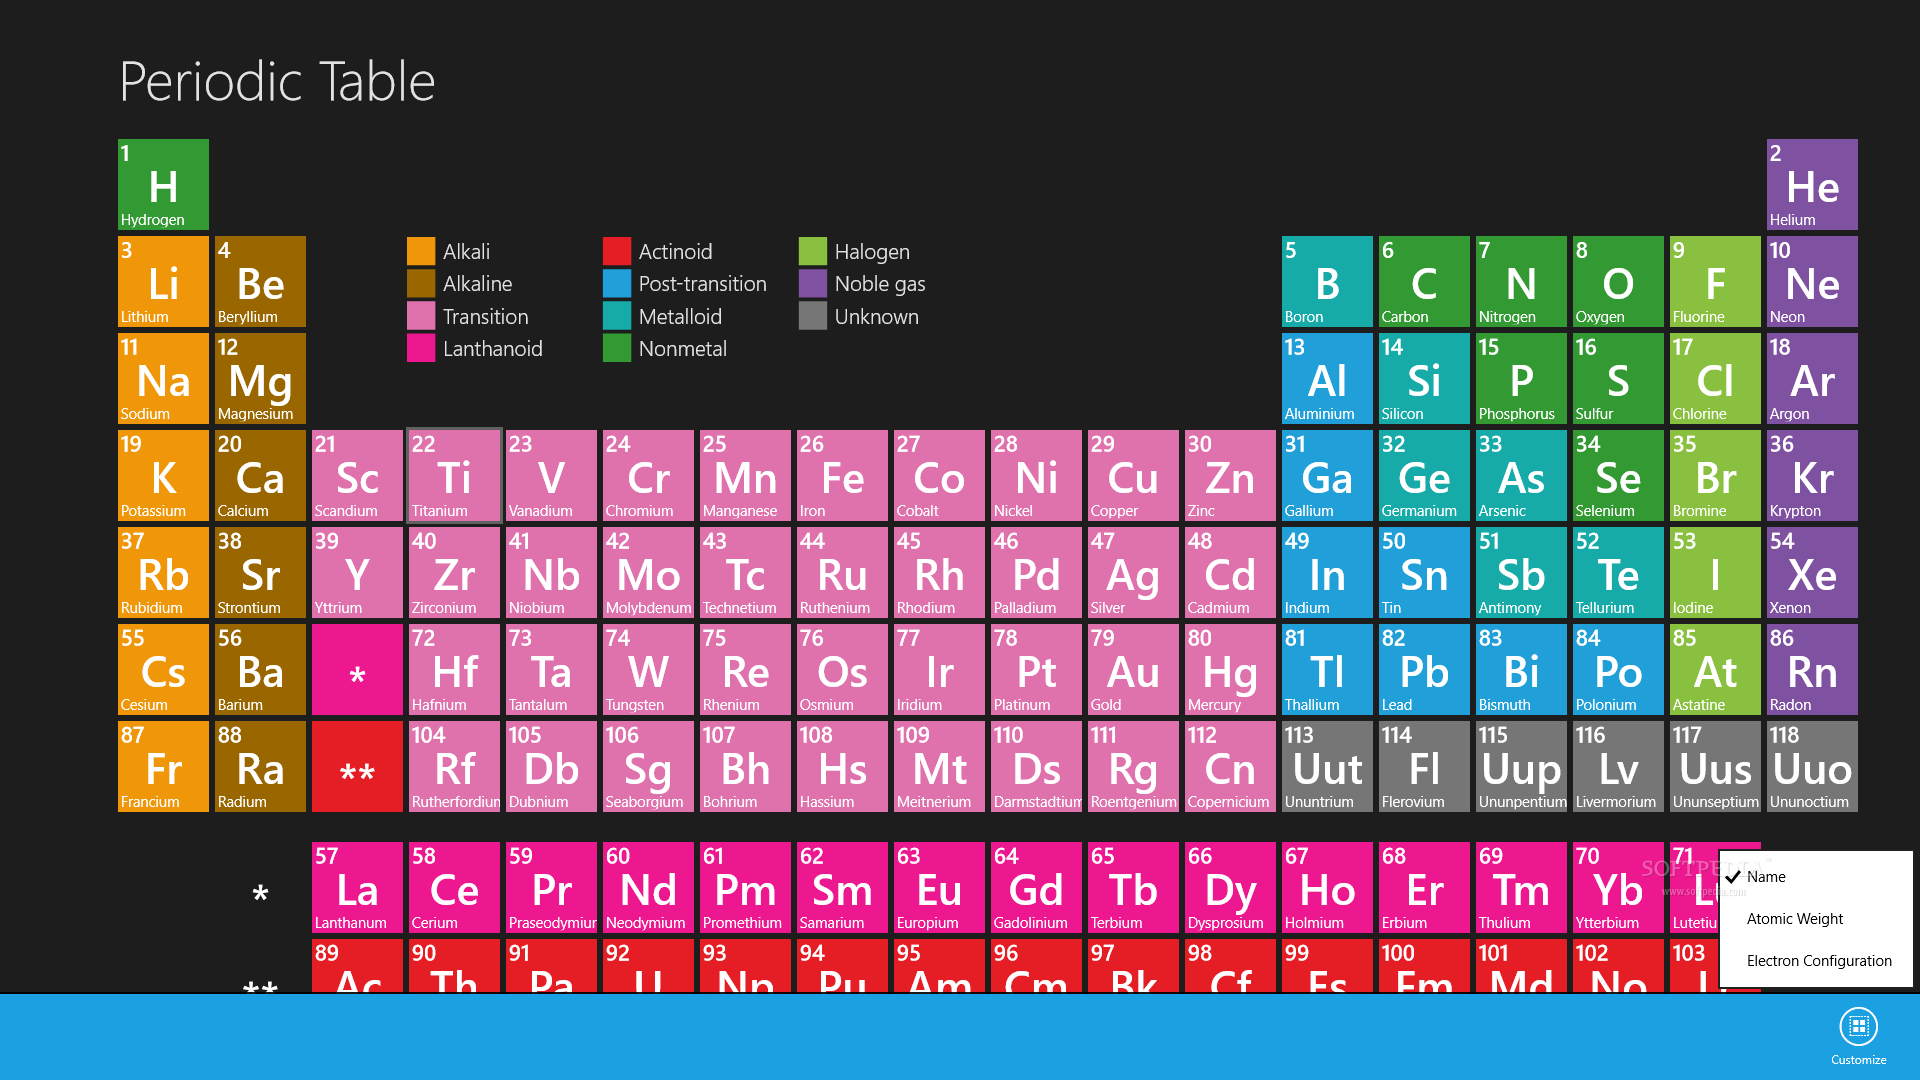 Periodic Table
1 2
H He
Hydrogen Helium
Alkali Actinoid Halogen
Alkaline Post-transition Noble gas
Transition Metalloid Unknown
Lanthanoid Nonmetal
3 4 5 6 7 8 9 10
Li Be B C N O F Ne
Lithium Beryllium Boron Carbon Nitrogen Oxygen Fluorine Neon
11 12 13 14 15 16 17 18
Na Mg Al Si P S Cl Ar
Sodium Magnesium Aluminium Silicon Phosphorus Sulfur Chlorine Argon
19 20 21 22 23 24 25 26 27 28 29 30 31 32 33 34 35 36
K Ca Sc Ti V Cr Mn Fe Co Ni Cu Zn Ga Ge As Se Br Kr
Potassium Calcium Scandium Titanium Vanadium Chromium Manganese Iron Cobalt Nickel Copper Zinc Gallium Germanium Arsenic Selenium Bromine Krypton
37 38 39 40 41 42 43 44 45 46 47 48 49 50 51 52 53 54
Rb Sr Y Zr Nb Mo Tc Ru Rh Pd Ag Cd In Sn Sb Te I Xe
Rubidium Strontium Yttrium Zirconium Niobium Molybdenum Technetium Ruthenium Rhodium Palladium Silver Cadmium Indium Tin Antimony Tellurium Iodine Xenon
55 56 72 73 74 75 76 77 78 79 80 81 82 83 84 85 86
Cs Ba * Hf Ta W Re Os Ir Pt Au Hg Tl Pb Bi Po At Rn
Cesium Barium Hafnium Tantalum Tungsten Rhenium Osmium Iridium Platinum Gold Mercury Thallium Lead Bismuth Polonium Astatine Radon
87 88 104 105 106 107 108 109 110 111 112 113 114 115 116 117 118
Fr Ra ** Rf Db Sg Bh Hs Mt Ds Rg Cn Uut Fl Uup Lv Uus Uuo
Francium Radium Rutherfordiun Dubnium Seaborgium Bohrium Hassium Meitnerium Darmstadtium Roentgenium Copernicium Ununtrium Flerovium Ununpentium Livermorium Ununseptium Ununoctium
57 58 59 60 61 62 63 64 65 66 67 68 69 70 71
* La Ce Pr Nd Pm Sm Eu Gd Tb Dy Ho Er Tm Yb Lu
Lanthanum Cerium Praseodymiur Neodymium Promethium Samarium Europium Gadolinium Terbium Dysprosium Holmium Erbium Thulium Ytterbium Lutetiu
SOFTPEDIA
www.softpedia.com
89 90 91 92 93 94 95 96 97 98 99 100 101 102 103
** Ac Th Pa U Np Pu Am Cm Bk Cf Es Fm Md No
Name
Atomic Weight
Electron Configuration
Customize